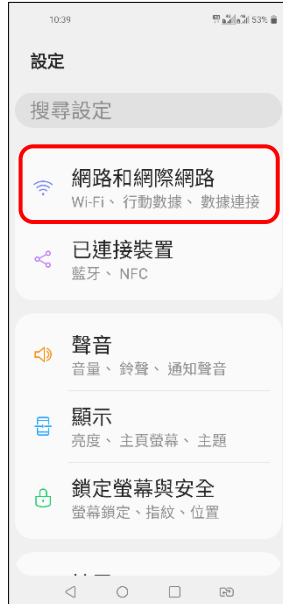 10:39
53%
設定
搜尋設定
網路和網際網路
Wi-Fi、 行動數據、 數據連接
已連接裝置
藍牙、 NFC
聲音
音量、 鈴聲、 通知聲音
顯示
亮度、 主頁螢幕、 主題
鎖定螢幕與安全
螢幕鎖定、指紋、位置